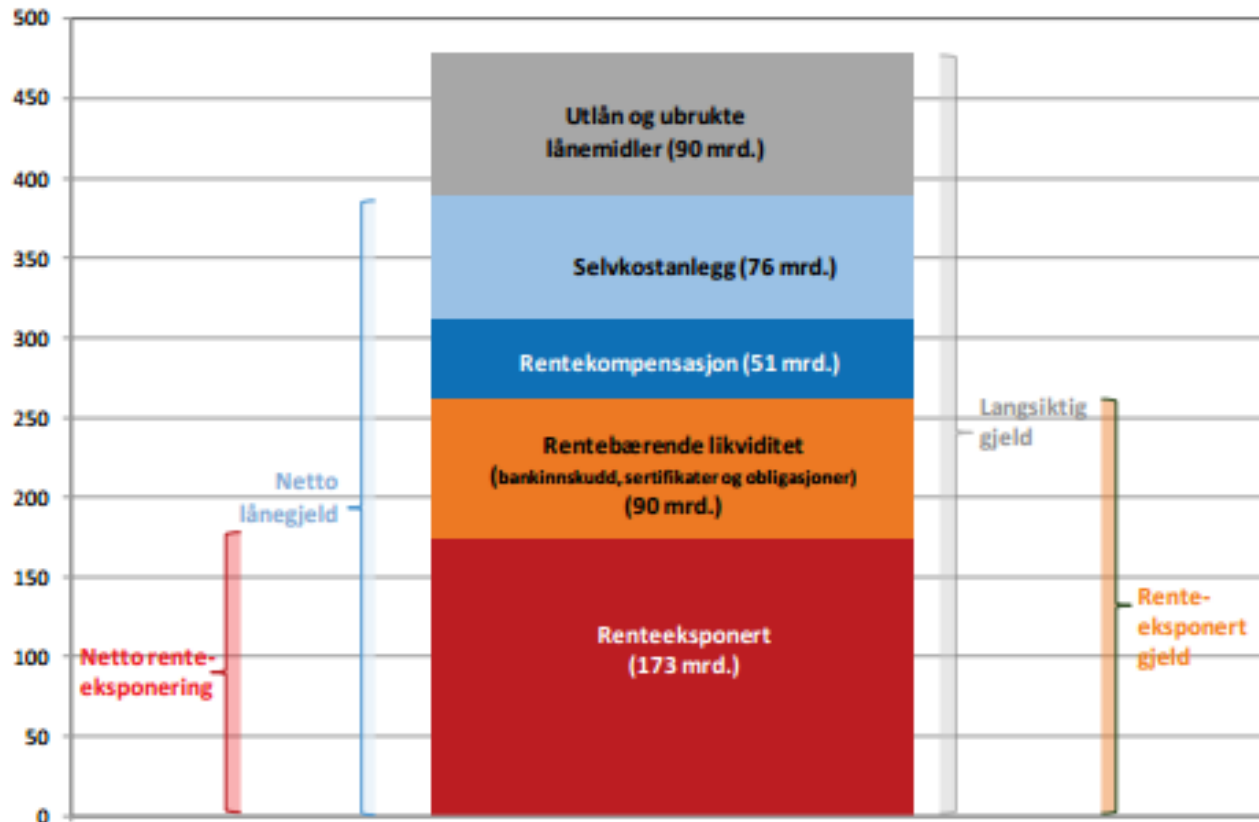 500
450
400
350
300
250
200
150
100
50
0
Utlån og ubrukte
lånemidler (90 mrd.)
Selvkostanlegg (76 mrd.)
Rentekompensasjon (51 mrd.)
Rentebærende likviditet
(bankinnskudd, sertifikater og obligasjoner)
(90 mrd.)
Renteeksponert
(173 mrd.)
Netto rente-
eksponering
Netto
lånegjeld
Langsiktig
gjeld
Rente-
eksponert
gjeld